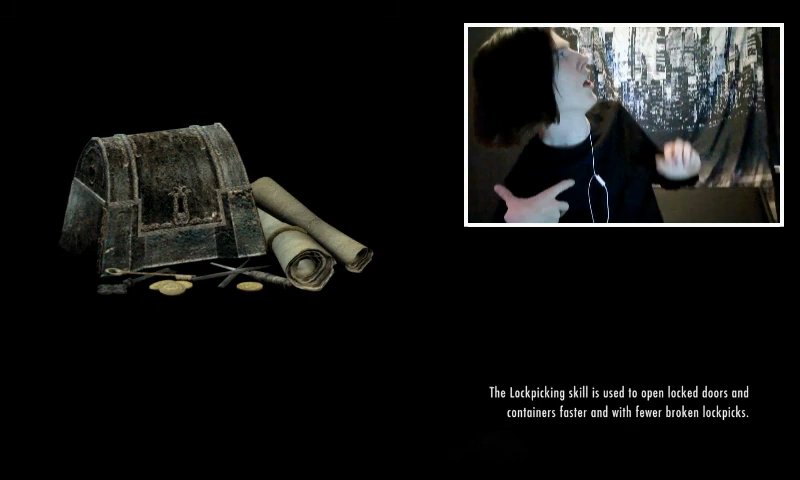 The Lockpicking skill is used to open locked doors and
containers faster and with fewer broken lockpicks.